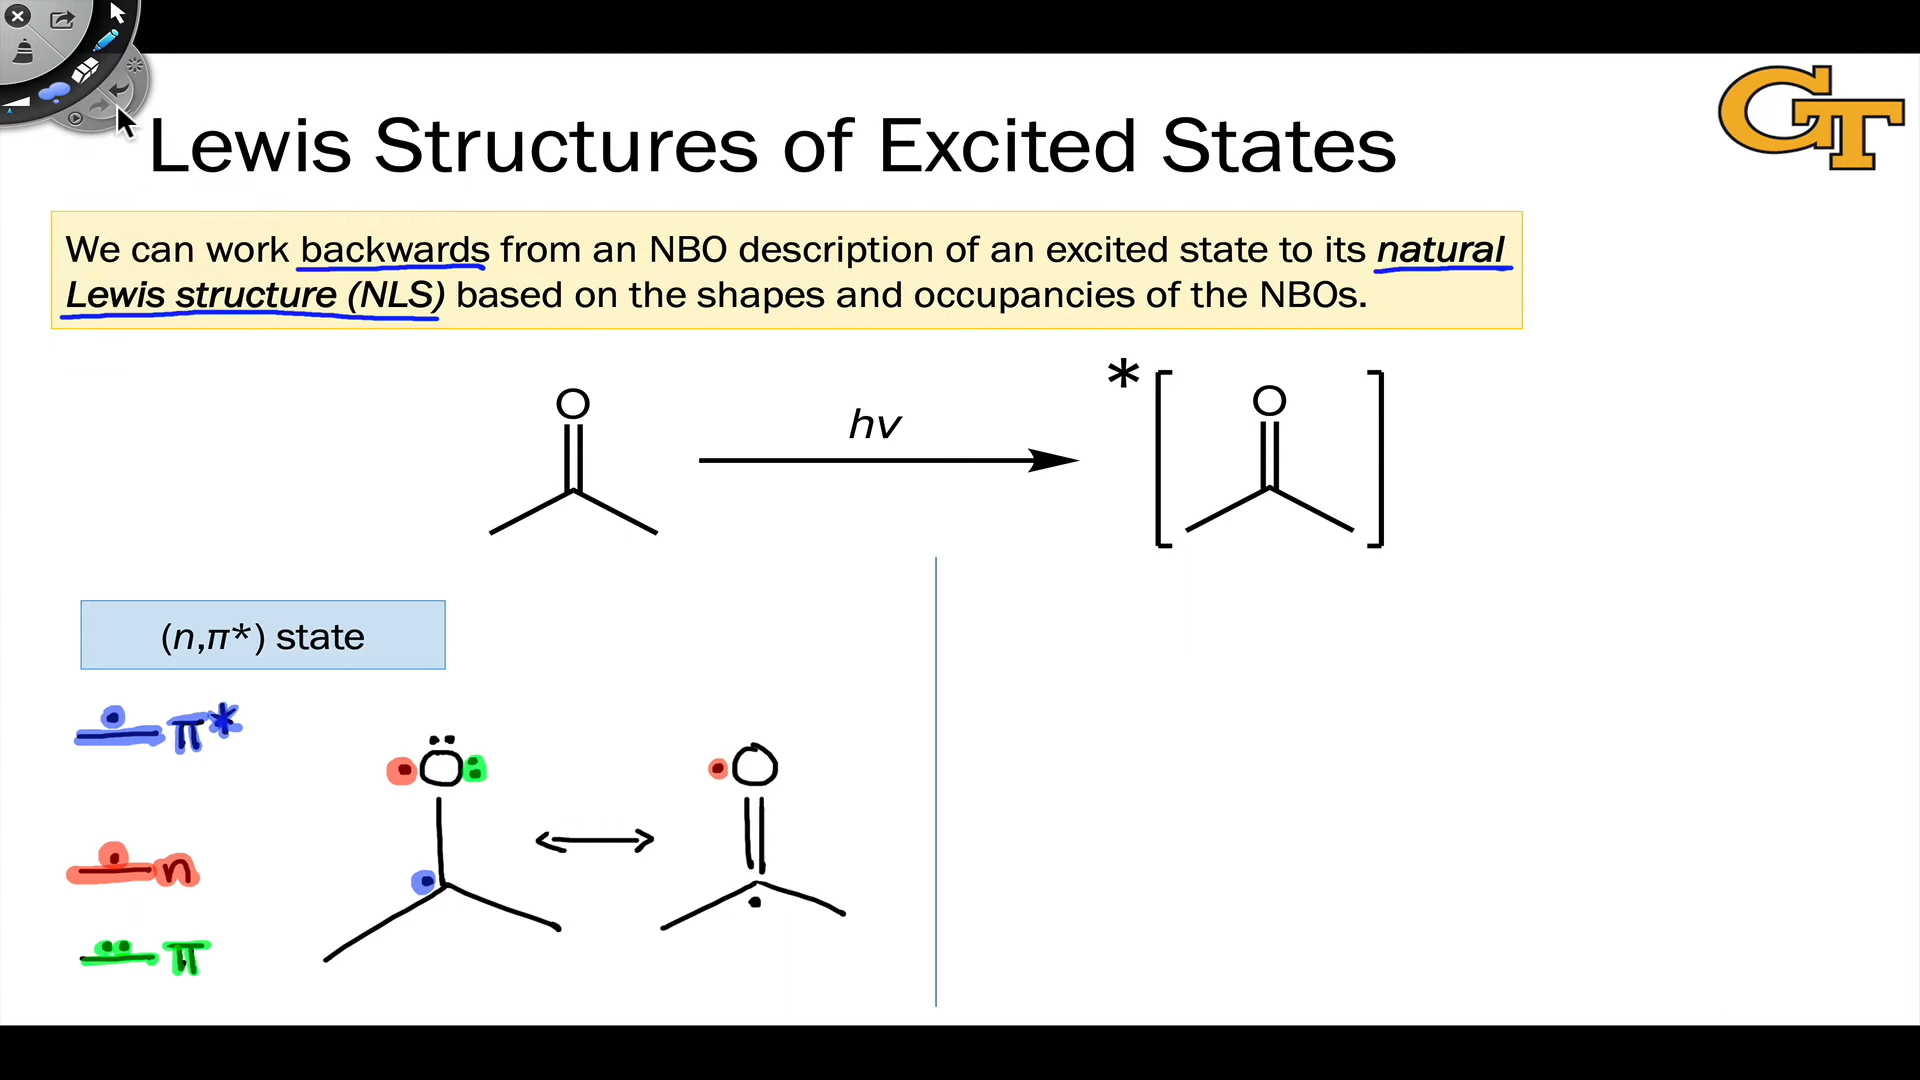 Lewis Structures of Excited States
GT
We can work backwards from an NBO description of an excited state to its natural
Lewis structure (NLS) based on the shapes and occupancies of the NBOs.
O
hν
*
O
(n,π*) state
π*
n
π
O
O